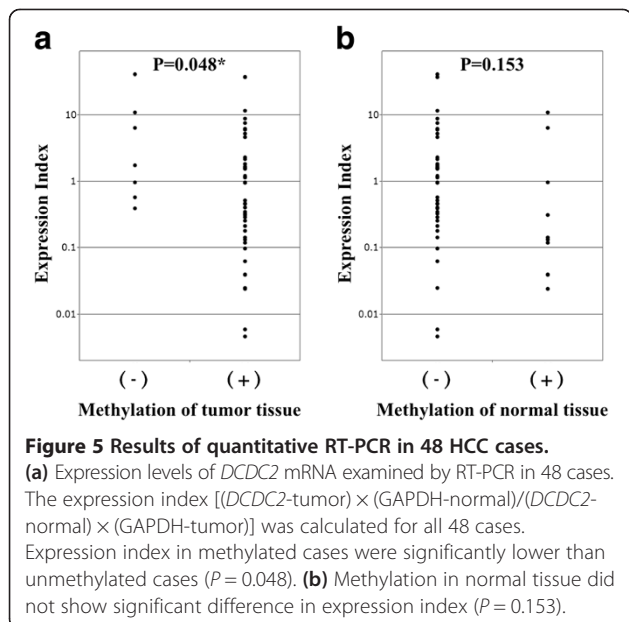 a
P=0.048*
Expression Index
10
1
0.1
0.01
( - ) ( + )
Methylation of tumor tissue
b
P=0.153
Expression Index
10
1
0.1
0.01
( - ) ( + )
Methylation of normal tissue
Figure 5 Results of quantitative RT-PCR in 48 HCC cases.
(a) Expression levels of DCDC2 mRNA examined by RT-PCR in 48 cases.
The expression index [(DCDC2-tumor) × (GAPDH-normal)/(DCDC2-
normal) × (GAPDH-tumor)] was calculated for all 48 cases.
Expression index in methylated cases were significantly lower than
unmethylated cases (P = 0.048). (b) Methylation in normal tissue did
not show significant difference in expression index (P = 0.153).